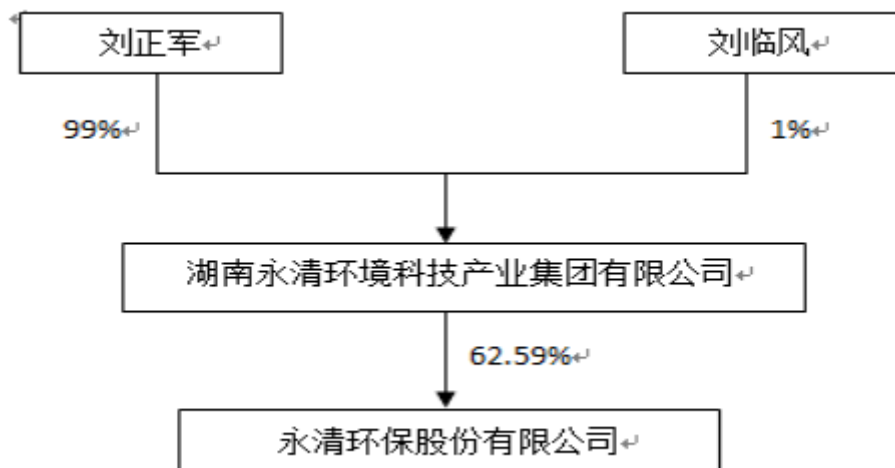 刘正军
刘临风
99%
1%
湖南永清环境科技产业集团有限公司
62.59%
永清环保股份有限公司